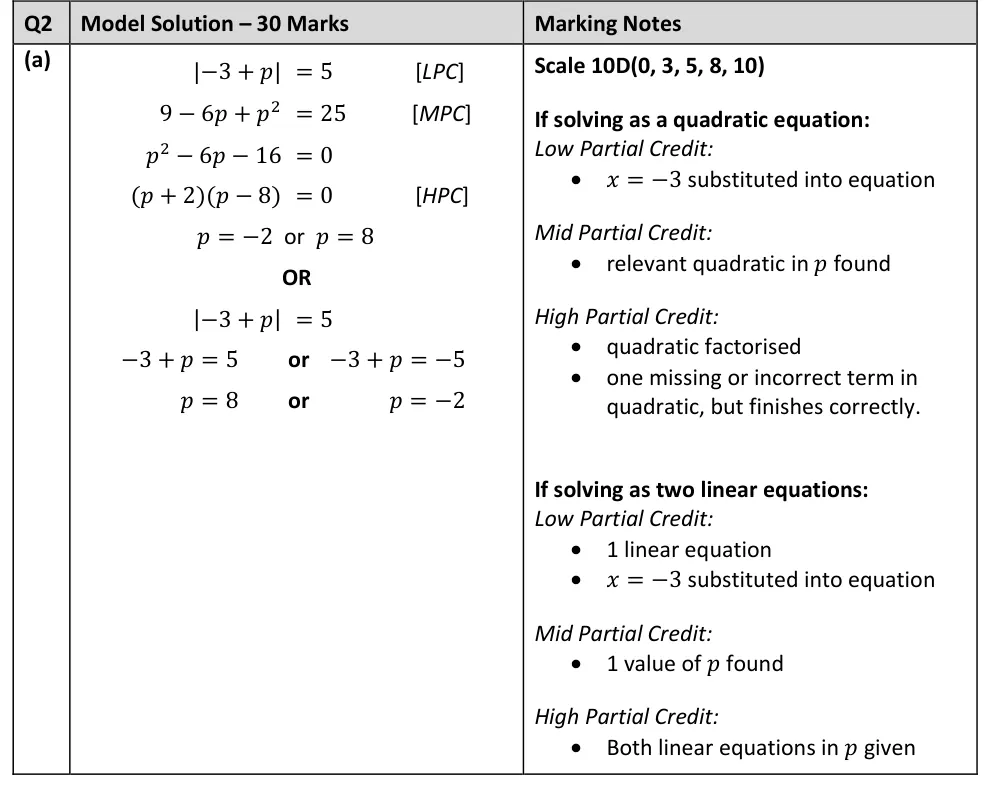 Q2 Model Solution – 30 Marks Marking Notes
(a)
|−3 + p| = 5 [LPC]
9 − 6p + p² = 25 [MPC]
p² − 6p − 16 = 0
(p + 2)(p − 8) = 0 [HPC]
p = −2 or p = 8
OR
|−3 + p| = 5
−3 + p = 5 or −3 + p = −5
p = 8 or p = −2
Scale 10D(0, 3, 5, 8, 10)
If solving as a quadratic equation:
Low Partial Credit:
• x = −3 substituted into equation
Mid Partial Credit:
• relevant quadratic in p found
High Partial Credit:
• quadratic factorised
• one missing or incorrect term in
quadratic, but finishes correctly.
If solving as two linear equations:
Low Partial Credit:
• 1 linear equation
• x = −3 substituted into equation
Mid Partial Credit:
• 1 value of p found
High Partial Credit:
• Both linear equations in p given